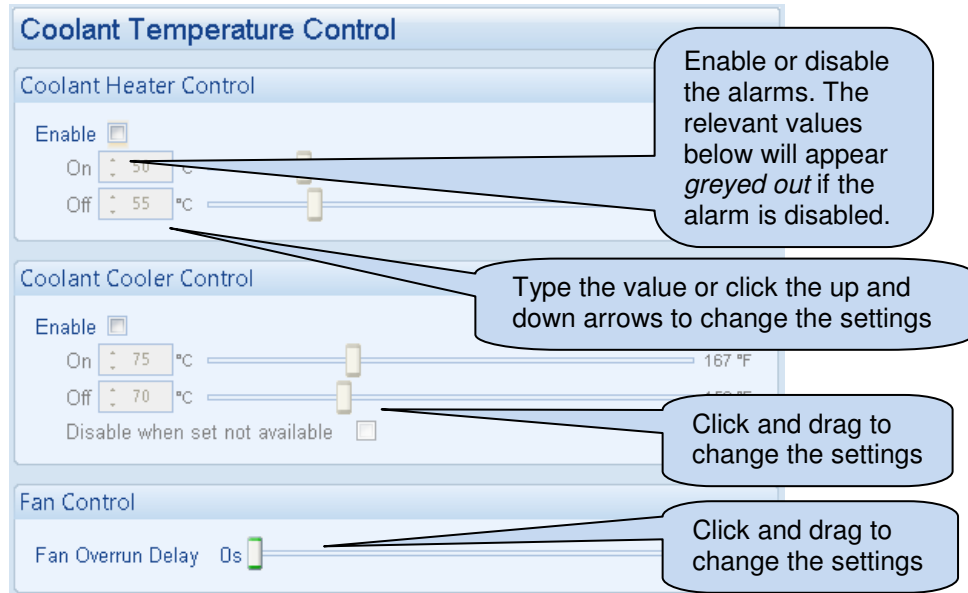 Coolant Temperature Control
Enable or disable
the alarms. The
relevant values
below will appear
greyed out if the
alarm is disabled.
Coolant Heater Control
Enable
On 50 °C
Off 55 °C
Type the value or click the up and
down arrows to change the settings
Coolant Cooler Control
Enable
On 75 °C 167 °F
Off 70 °C
Disable when set not available
Click and drag to
change the settings
Fan Control
Fan Overrun Delay 0s
Click and drag to
change the settings